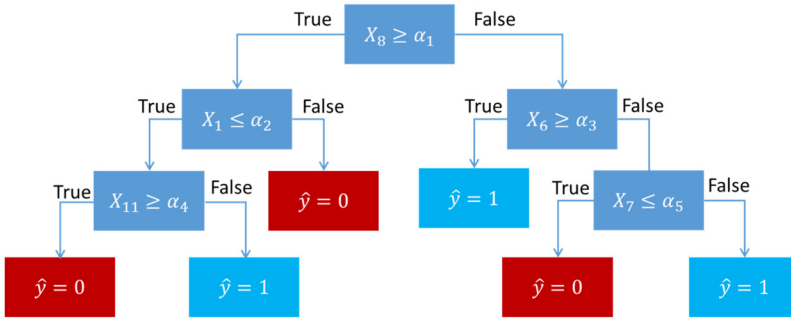 True
False
X₈ ≥ α₁
True
False
X₁ ≤ α₂
True
False
X₆ ≥ α₃
True
False
X₁₁ ≥ α₄
ŷ = 0
ŷ = 1
True
False
X₇ ≤ α₅
ŷ = 0
ŷ = 1
ŷ = 0
ŷ = 1